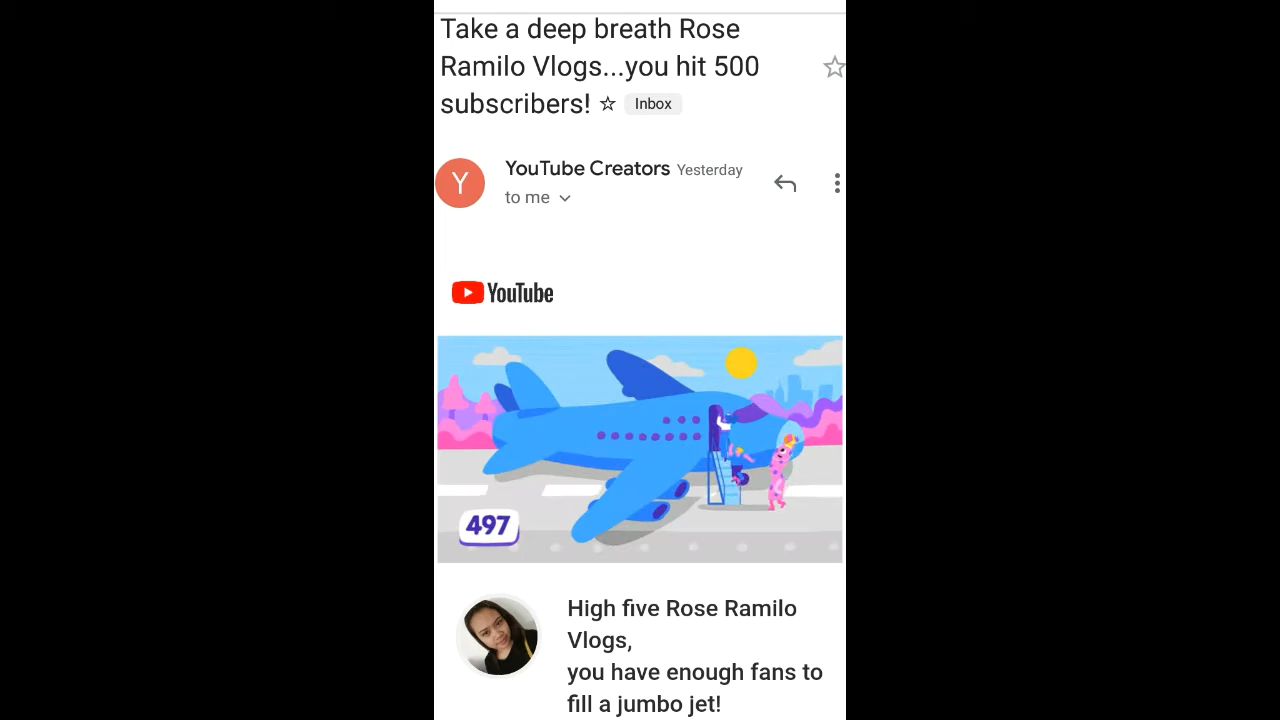 Take a deep breath Rose
Ramilo Vlogs...you hit 500
subscribers! Inbox
YouTube Creators Yesterday
Y
to me
YouTube
497
High five Rose Ramilo
Vlogs,
you have enough fans to
fill a jumbo jet!